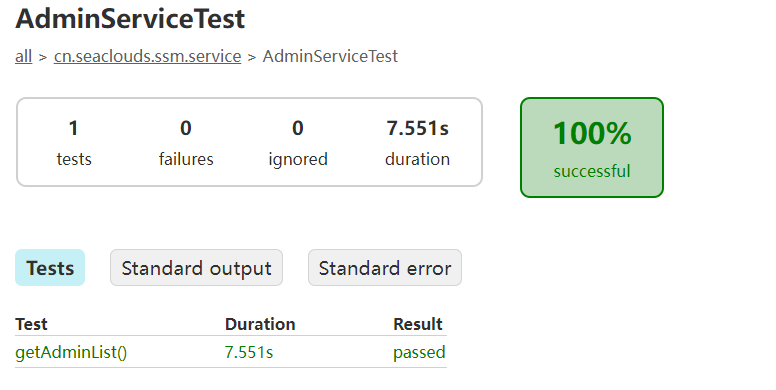 AdminServiceTest
all > cn.seaclouds.ssm.service > AdminServiceTest
1 0 0 7.551s
tests failures ignored duration
100%
successful
Tests Standard output Standard error
Test Duration Result
getAdminList() 7.551s passed